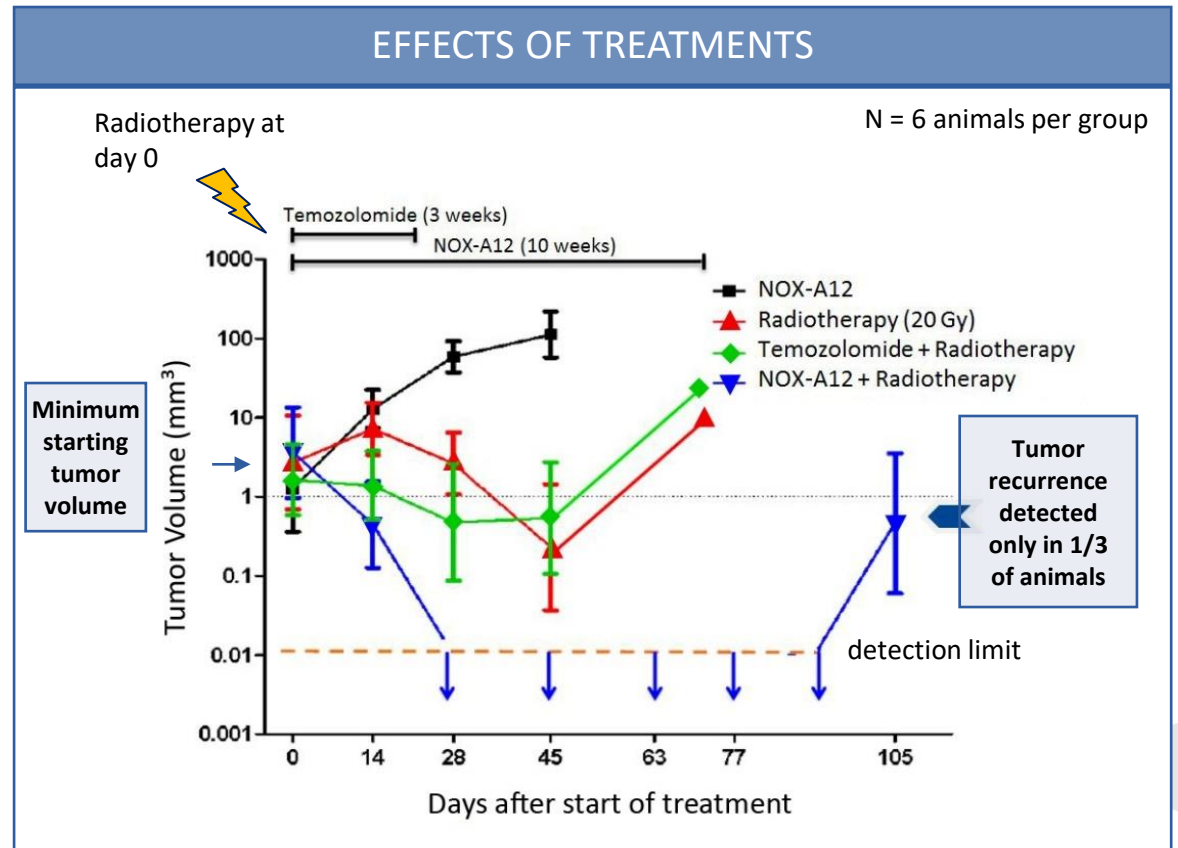 EFFECTS OF TREATMENTS
Radiotherapy at
day 0
N = 6 animals per group
Temozolomide (3 weeks)
NOX-A12 (10 weeks)
NOX-A12
Radiotherapy (20 Gy)
Temozolomide + Radiotherapy
NOX-A12 + Radiotherapy
Tumor Volume (mm³)
1000
100
10
1
0.1
0.01
0.001
Minimum
starting
tumor
volume
Tumor
recurrence
detected
only in 1/3
of animals
detection limit
0 14 28 45 63 77 105
Days after start of treatment